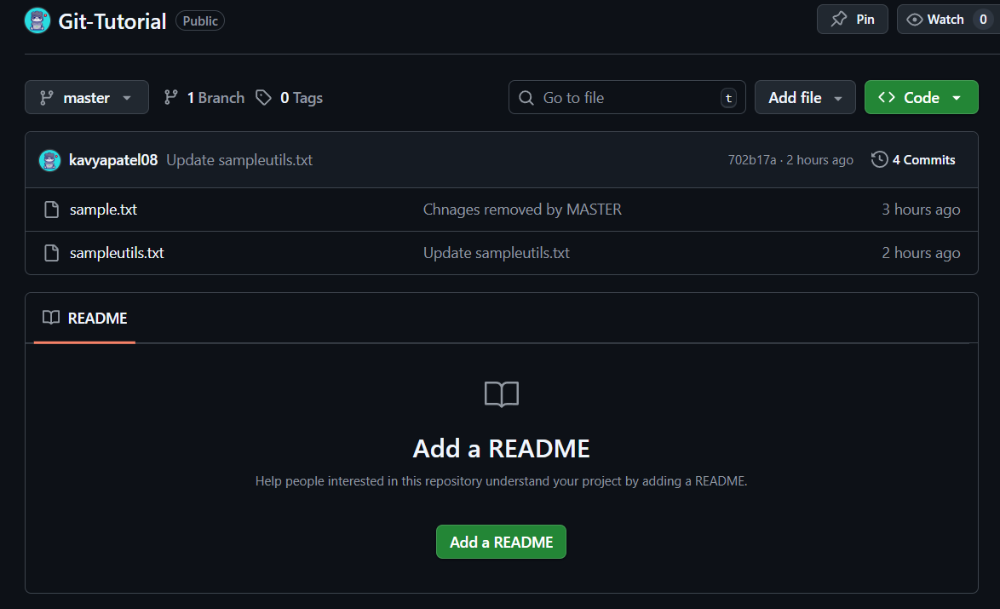 Git-Tutorial Public Pin Watch 0
master 1 Branch 0 Tags Go to file t Add file Code
kavyapatel08 Update sampleutils.txt 702b17a · 2 hours ago 4 Commits
sample.txt Chnages removed by MASTER 3 hours ago
sampleutils.txt Update sampleutils.txt 2 hours ago
README
Add a README
Help people interested in this repository understand your project by adding a README.
Add a README